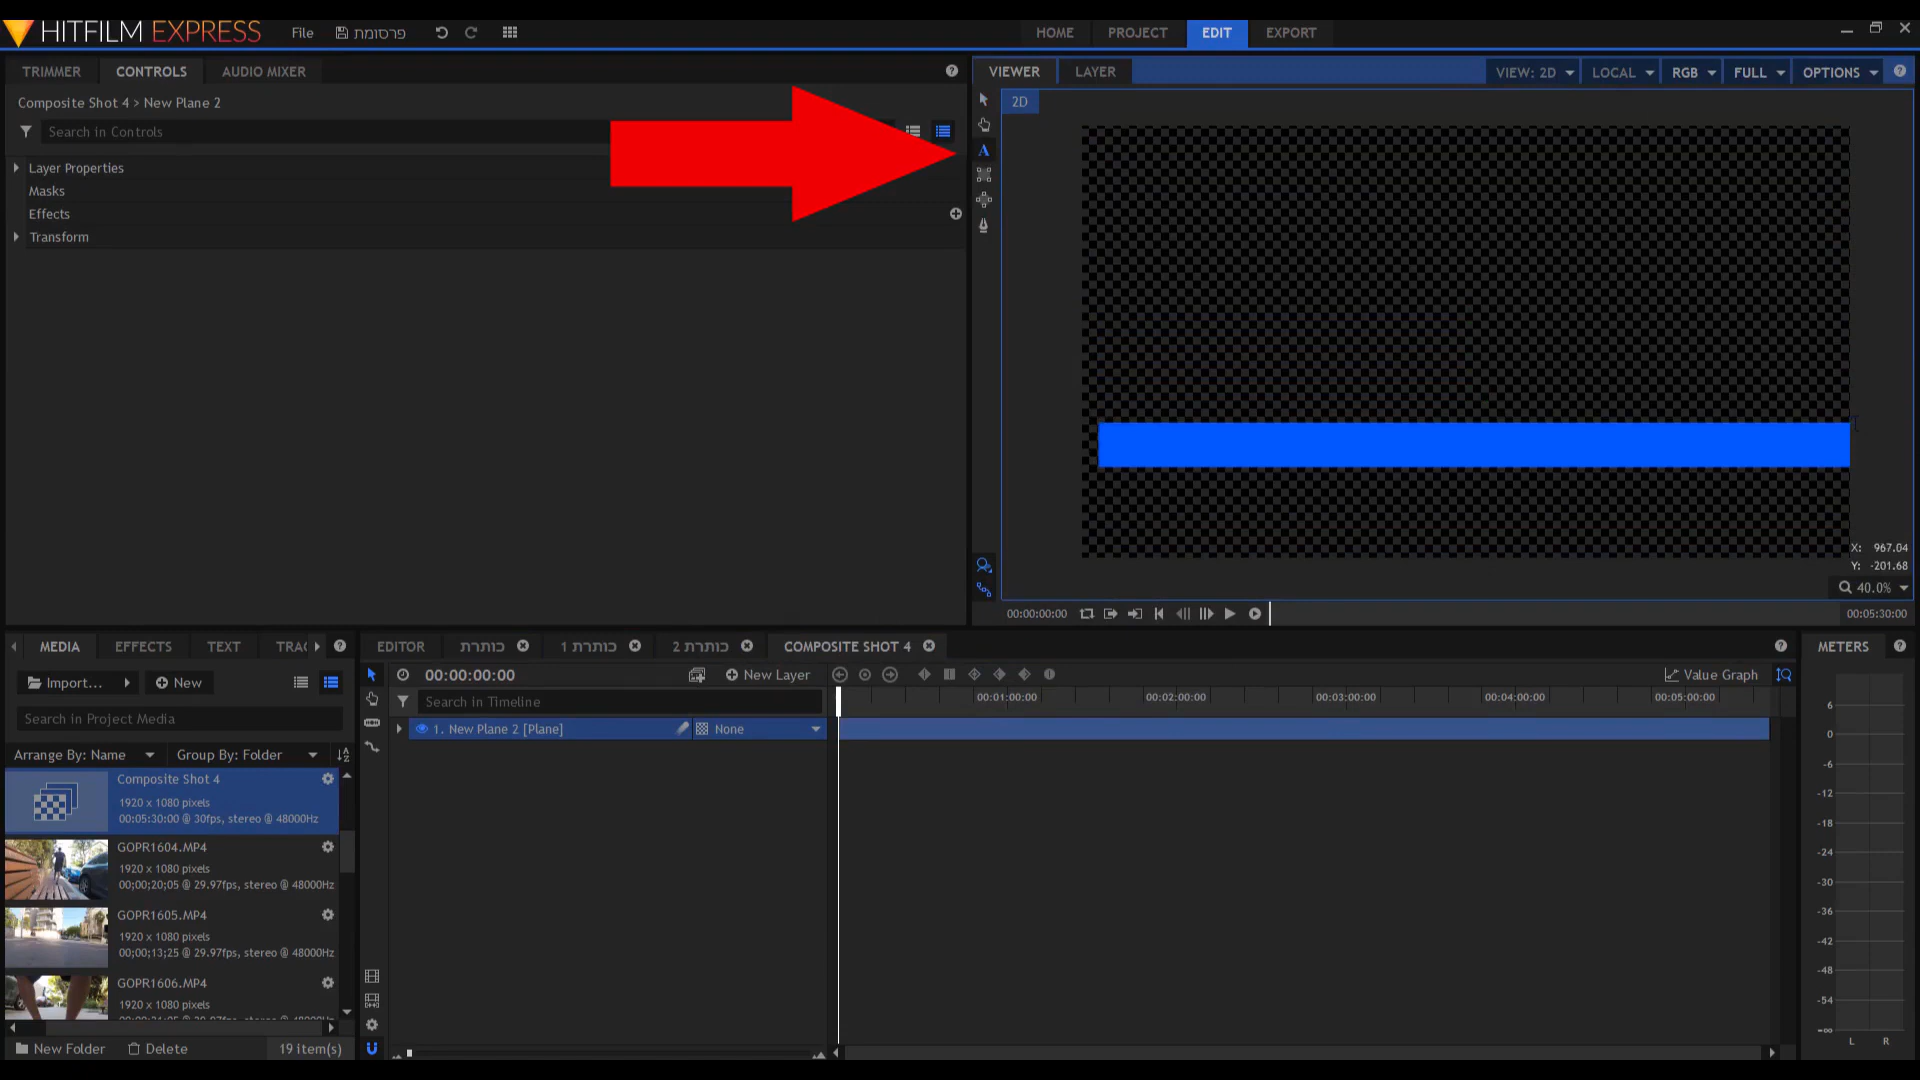 HITFILM EXPRESS File פרסומת HOME PROJECT EDIT EXPORT
TRIMMER CONTROLS AUDIO MIXER
VIEWER LAYER VIEW: 2D LOCAL RGB FULL OPTIONS
Composite Shot 4 > New Plane 2
2D
Search in Controls
A
Layer Properties
Masks
Effects
Transform
X: 967.04
Y: -201.68
40.0%
00:00:00:00 00:05:30:00
MEDIA EFFECTS TEXT TRAC
EDITOR כותרת כותרת 1 כותרת 2 COMPOSITE SHOT 4
METERS
Import... New
00:00:00:00 New Layer Value Graph
Search in Project Media
Search in Timeline
00:01:00:00 00:02:00:00 00:03:00:00 00:04:00:00 00:05:00:00
1. New Plane 2 [Plane] None
Arrange By: Name Group By: Folder
Composite Shot 4
1920 x 1080 pixels
00:05:30:00 @ 30fps, stereo @ 48000Hz
GOPR1604.MP4
1920 x 1080 pixels
00;00;20;05 @ 29.97fps, stereo @ 48000Hz
GOPR1605.MP4
1920 x 1080 pixels
00;00;13;25 @ 29.97fps, stereo @ 48000Hz
GOPR1606.MP4
1920 x 1080 pixels
New Folder Delete 19 item(s)
6
0
-6
-12
-18
-24
-30
-36
-42
-48
-54
-∞
L R